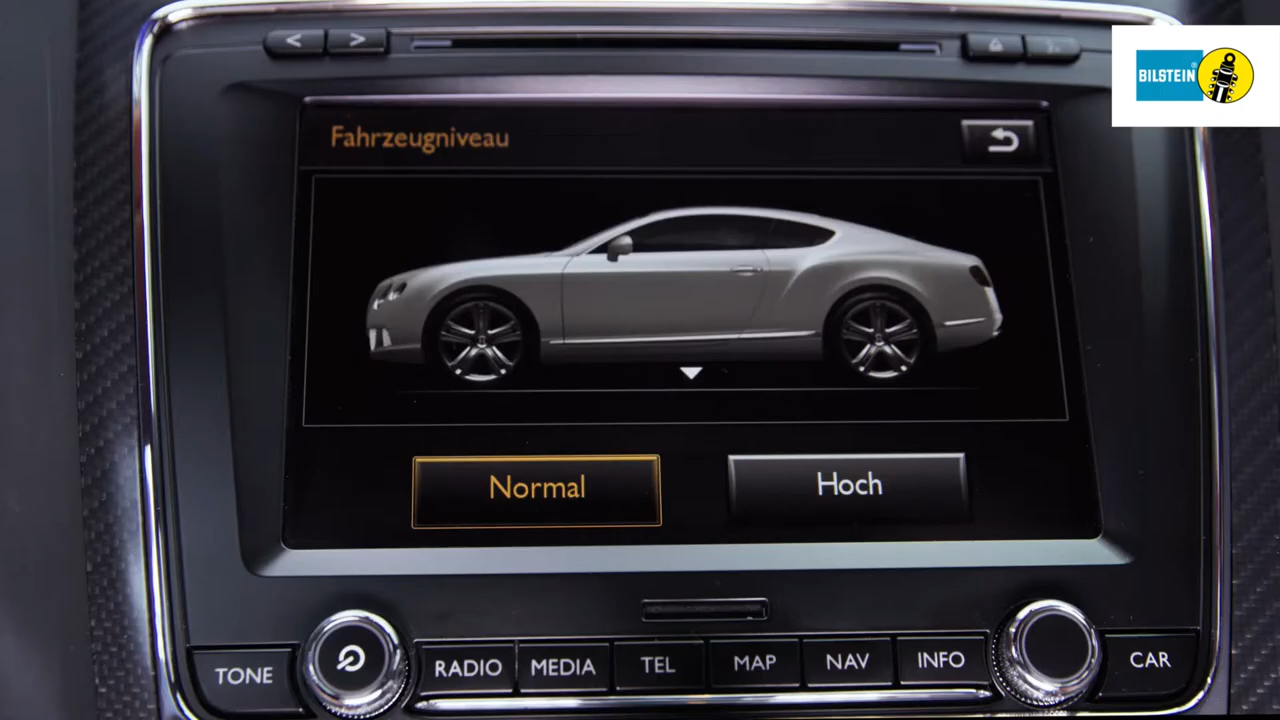 < >
BILSTEIN®
Fahrzeugniveau
Normal
Hoch
TONE
RADIO
MEDIA
TEL
MAP
NAV
INFO
CAR